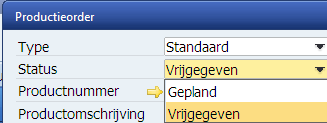 Productieorder
Type Standaard
Status Vrijgegeven
Productnummer Gepland
Productomschrijving Vrijgegeven